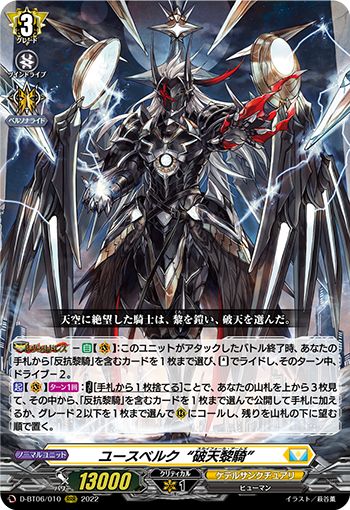 3
グレード
ツインドライブ
ペルソナライド
天空に絶望した騎士は、黎を鎧い、破天を選んだ。
【自】【(V)】:このユニットがアタックしたバトル終了時、あなたの
手札から「反抗黎騎」を含むカードを1枚まで選び、(V)でライドし、そのターン中、
ドライブ-2。
起【(V)】ターン1回:【手札から1枚捨てる】ことで、あなたの山札を上から3枚見
て、その中から、「反抗黎騎」を含むカードを1枚まで選んで公開して手札に加え
るか、グレード2以下を1枚まで選んで(R)にコールし、残りを山札の下に望む
順で置く。
ノーマルユニット
ユースベルク “破天黎騎”
パワー
13000
クリティカル
1
ケテルサンクチュアリ
ヒューマン
D-BT06/010 RRR 2022
イラスト/萩谷薫